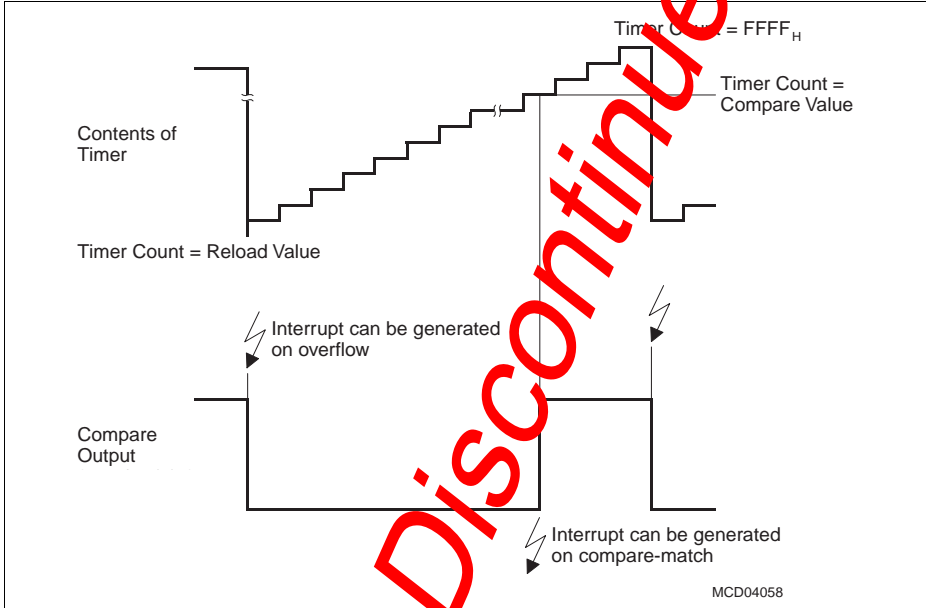 Timer Count = FFFFH
Timer Count =
Compare Value
Contents of
Timer
Timer Count = Reload Value
Interrupt can be generated
on overflow
Compare
Output
Interrupt can be generated
on compare-match
MCD04058
Discontinue